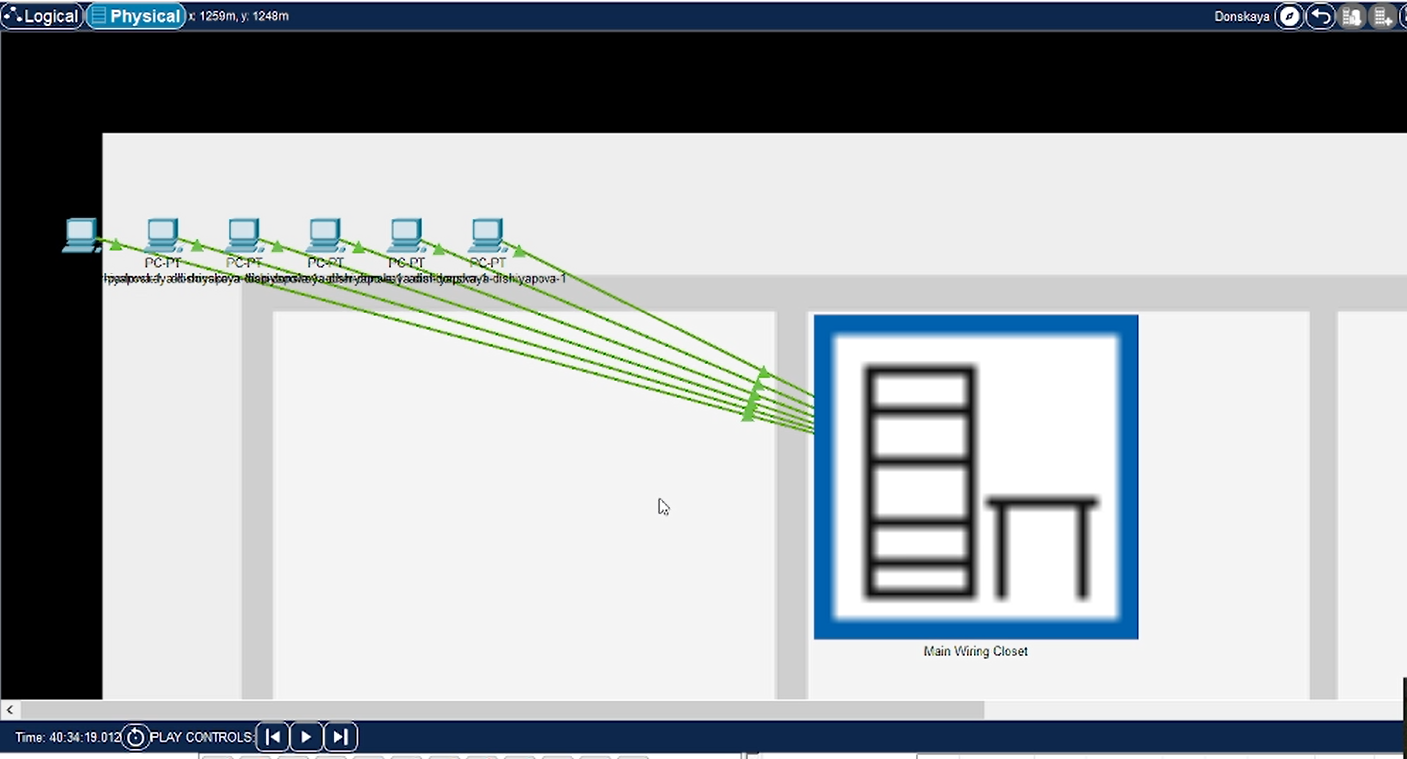 Logical Physical x: 1259m, y: 1248m Donskaya
PC-PT PC-PT PC-PT PC-PT PC-PT
-dishiyapova-1
Main Wiring Closet
Time: 40:34:19.012 PLAY CONTROLS: